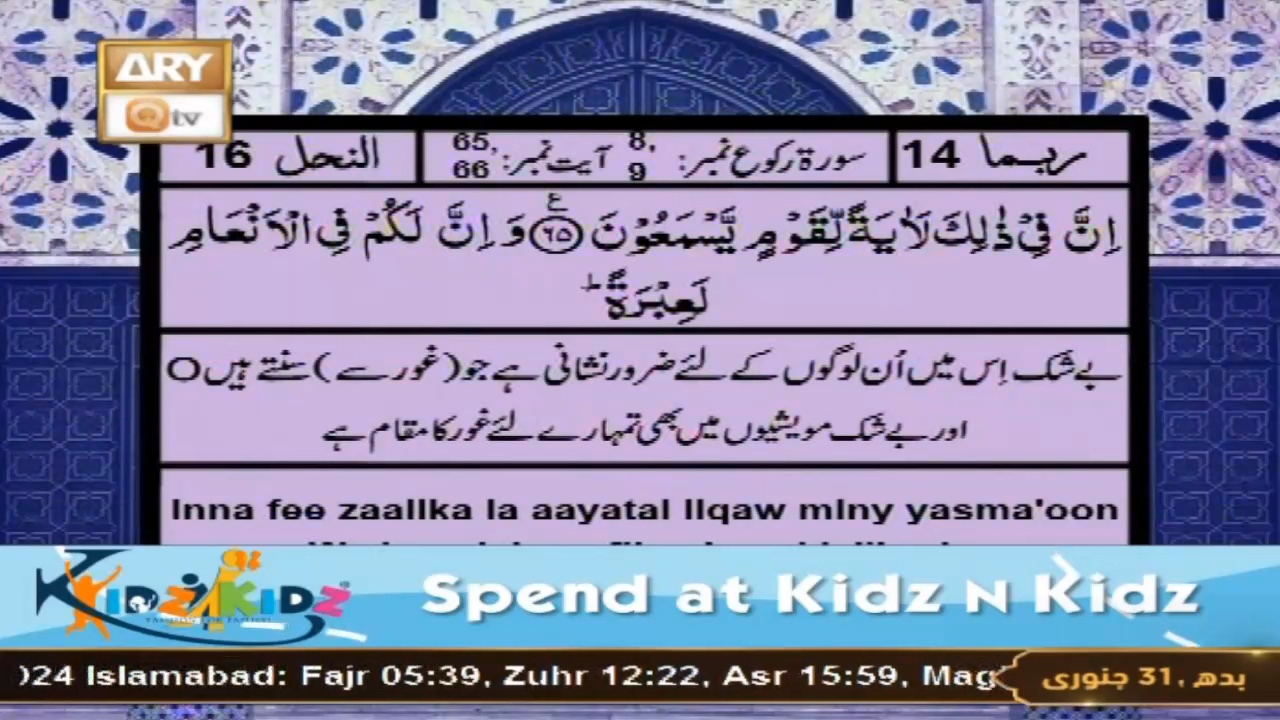 ARY
Qtv
ربما 14
سورۃ رکوع نمبر: 8, 9 آیت نمبر: 65, 66
النحل 16
اِنَّ فِیْ ذٰلِكَ لَاٰیَةً لِّقَوْمٍ یَّسْمَعُوْنَ ﴿۶۵﴾ع وَ اِنَّ لَكُمْ فِی الْاَنْعَامِ
لَعِبْرَةً ؕ
بے شک اِس میں اُن لوگوں کے لئے ضرور نشانی ہے جو (غور سے) سنتے ہیں O
اور بے شک مویشیوں میں بھی تمہارے لئے غور کا مقام ہے
Inna fee zaalIka la aayatal lIqaw mIny yasma'oon
KIDZ N KIDZ
Spend at Kidz N Kidz
024 Islamabad: Fajr 05:39, Zuhr 12:22, Asr 15:59, Mag
بدھ ,31 جنوری